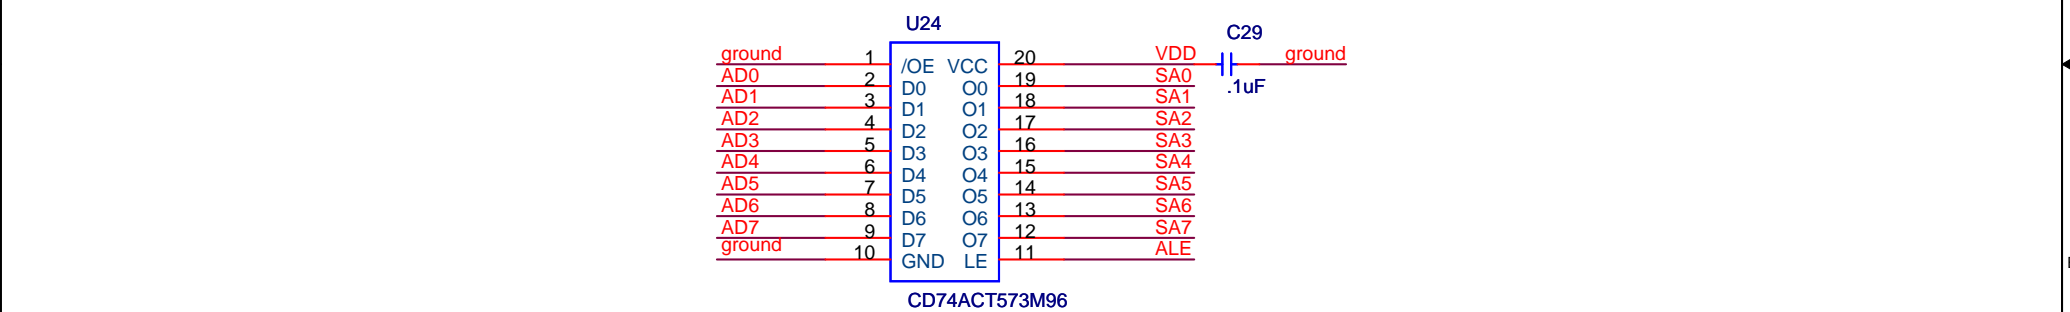 U24
C29
ground 1 /OE VCC 20 VDD ground
AD0 2 D0 O0 19 SA0
.1uF
AD1 3 D1 O1 18 SA1
AD2 4 D2 O2 17 SA2
AD3 5 D3 O3 16 SA3
AD4 6 D4 O4 15 SA4
AD5 7 D5 O5 14 SA5
AD6 8 D6 O6 13 SA6
AD7 9 D7 O7 12 SA7
ground 10 GND LE 11 ALE
CD74ACT573M96